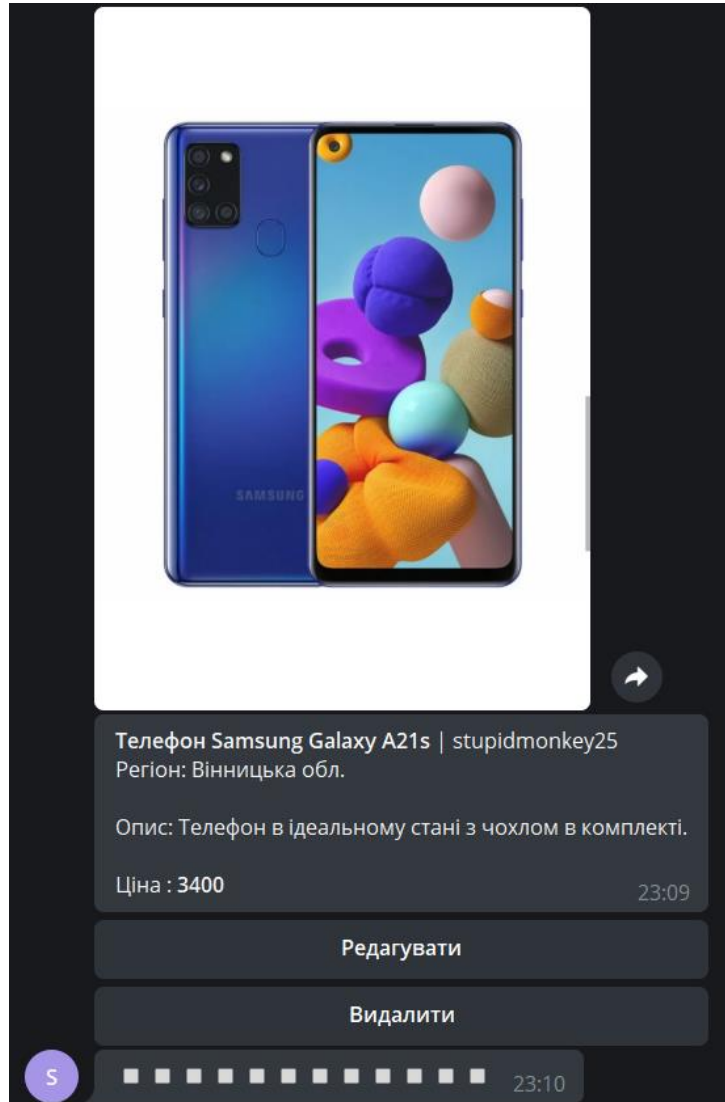 SAMSUNG
Телефон Samsung Galaxy A21s | stupidmonkey25
Регіон: Вінницька обл.
Опис: Телефон в ідеальному стані з чохлом в комплекті.
Ціна : 3400
23:09
Редагувати
Видалити
S
23:10